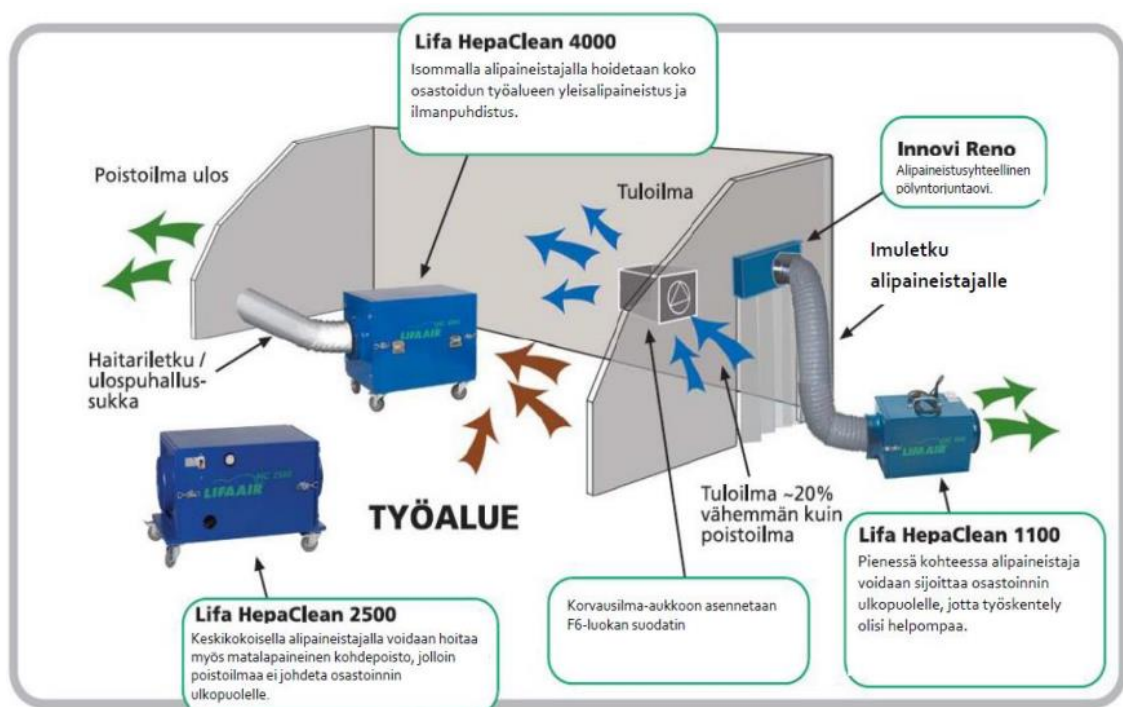 Lifa HepaClean 4000
Isommalla alipaineistajalla hoidetaan koko
osastoidun työalueen yleisalipaineistus ja
ilmanpuhdistus.
Innovi Reno
Alipaineistusyhteellinen
pölyntorjuntaovi.
Poistoilma ulos
Tuloilma
Imuletku
alipaineistajalle
LIFAAIR
Haitariletku /
ulospuhallus-
sukka
HC 2500
LIFAAIR
TYÖALUE
Tuloilma ~20%
vähemmän kuin
poistoilma
LIFAAIR
Lifa HepaClean 1100
Pienessä kohteessa alipaineistaja
voidaan sijoittaa osastoinnin
ulkopuolelle, jotta työskentely
olisi helpompaa.
Korvausilma-aukkoon asennetaan
F6-luokan suodatin
Lifa HepaClean 2500
Keskikokoisella alipaineistajalla voidaan hoitaa
myös matalapaineinen kohdepoisto, jolloin
poistoilmaa ei johdeta osastoinnin
ulkopuolelle.